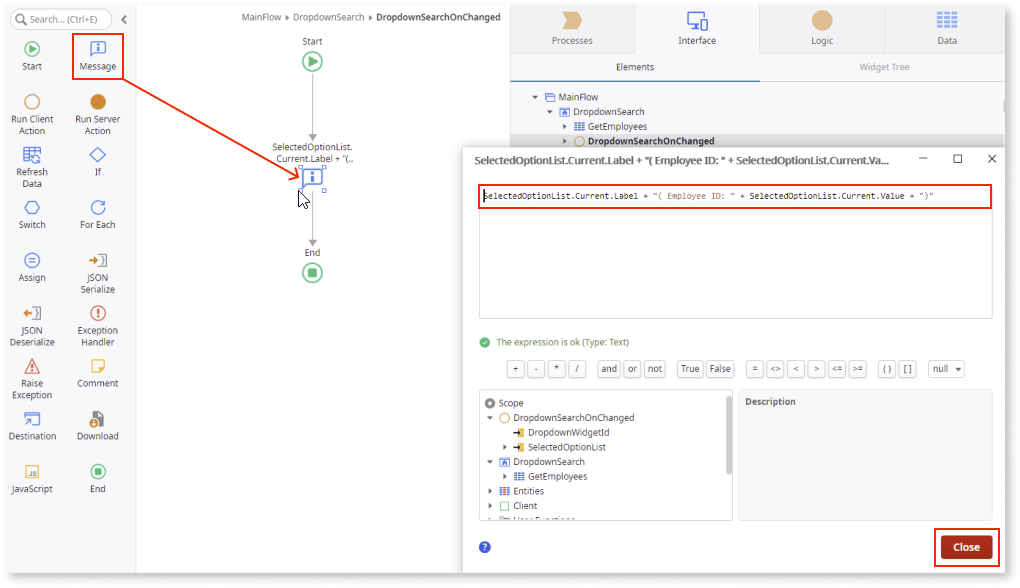 Search... (Ctrl+E)
Start
Message
Run Client
Action
Run Server
Action
Refresh
Data
If
Switch
For Each
Assign
JSON
Serialize
JSON
Deserialize
Exception
Handler
Raise
Exception
Comment
Destination
Download
JS
JavaScript
End
MainFlow ▸ DropdownSearch ▸ DropdownSearchOnChanged
Start
SelectedOptionList.
Current.Label + "(..
End
Processes
Interface
Logic
Data
Elements
Widget Tree
MainFlow
DropdownSearch
GetEmployees
DropdownSearchOnChanged
SelectedOptionList.Current.Label + "( Employee ID: " + SelectedOptionList.Current.Va...
SelectedOptionList.Current.Label + "( Employee ID: " + SelectedOptionList.Current.Value + ")"
The expression is ok (Type: Text)
+ - * / and or not True False = <> < > <= >= ( ) [ ] null
Scope
DropdownSearchOnChanged
DropdownWidgetId
SelectedOptionList
DropdownSearch
GetEmployees
Entities
Client
User Functions
Description
?
Close